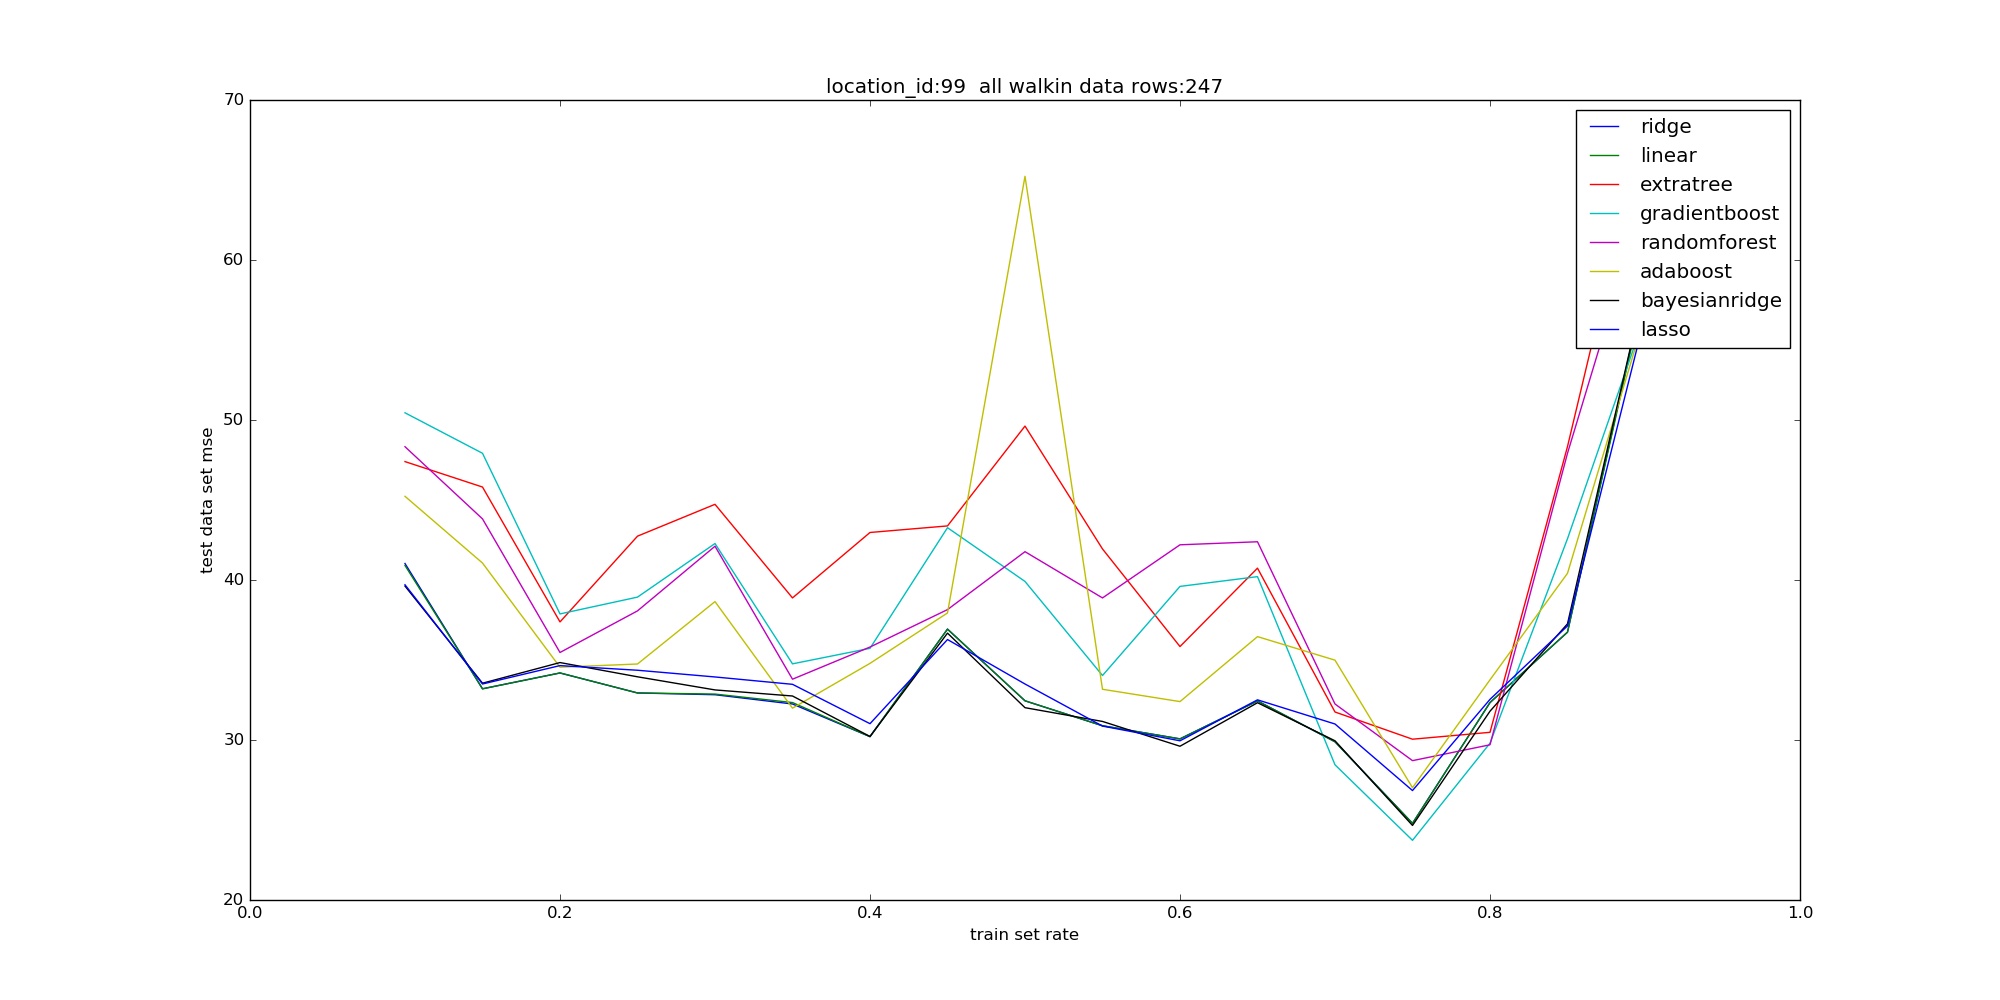 location_id:99  all walkin data rows:247
70
60
50
40
30
20
test data set mse
ridge
linear
extratree
gradientboost
randomforest
adaboost
bayesianridge
lasso
0.0 0.2 0.4 0.6 0.8 1.0
train set rate